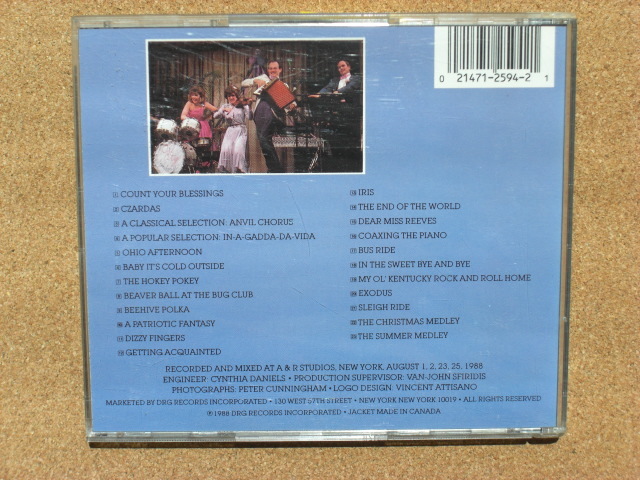 0 21471-2594-2 1
COUNT YOUR BLESSINGS
CZARDAS
A CLASSICAL SELECTION: ANVIL CHORUS
A POPULAR SELECTION: IN-A-GADDA-DA-VIDA
OHIO AFTERNOON
BABY IT'S COLD OUTSIDE
THE HOKEY POKEY
BEAVER BALL AT THE BUG CLUB
BEEHIVE POLKA
A PATRIOTIC FANTASY
DIZZY FINGERS
GETTING ACQUAINTED
IRIS
THE END OF THE WORLD
DEAR MISS REEVES
COAXING THE PIANO
BUS RIDE
IN THE SWEET BYE AND BYE
MY OL' KENTUCKY ROCK AND ROLL HOME
EXODUS
SLEIGH RIDE
THE CHRISTMAS MEDLEY
THE SUMMER MEDLEY
RECORDED AND MIXED AT A & R STUDIOS, NEW YORK, AUGUST 1, 2, 23, 25, 1988
ENGINEER: CYNTHIA DANIELS • PRODUCTION SUPERVISOR: VAN-JOHN SFIRIDIS
PHOTOGRAPHS: PETER CUNNINGHAM • LOGO DESIGN: VINCENT ATTISANO
MARKETED BY DRG RECORDS INCORPORATED • 130 WEST 57TH STREET • NEW YORK NEW YORK 10019 • ALL RIGHTS RESERVED
℗ 1988 DRG RECORDS INCORPORATED • JACKET MADE IN CANADA